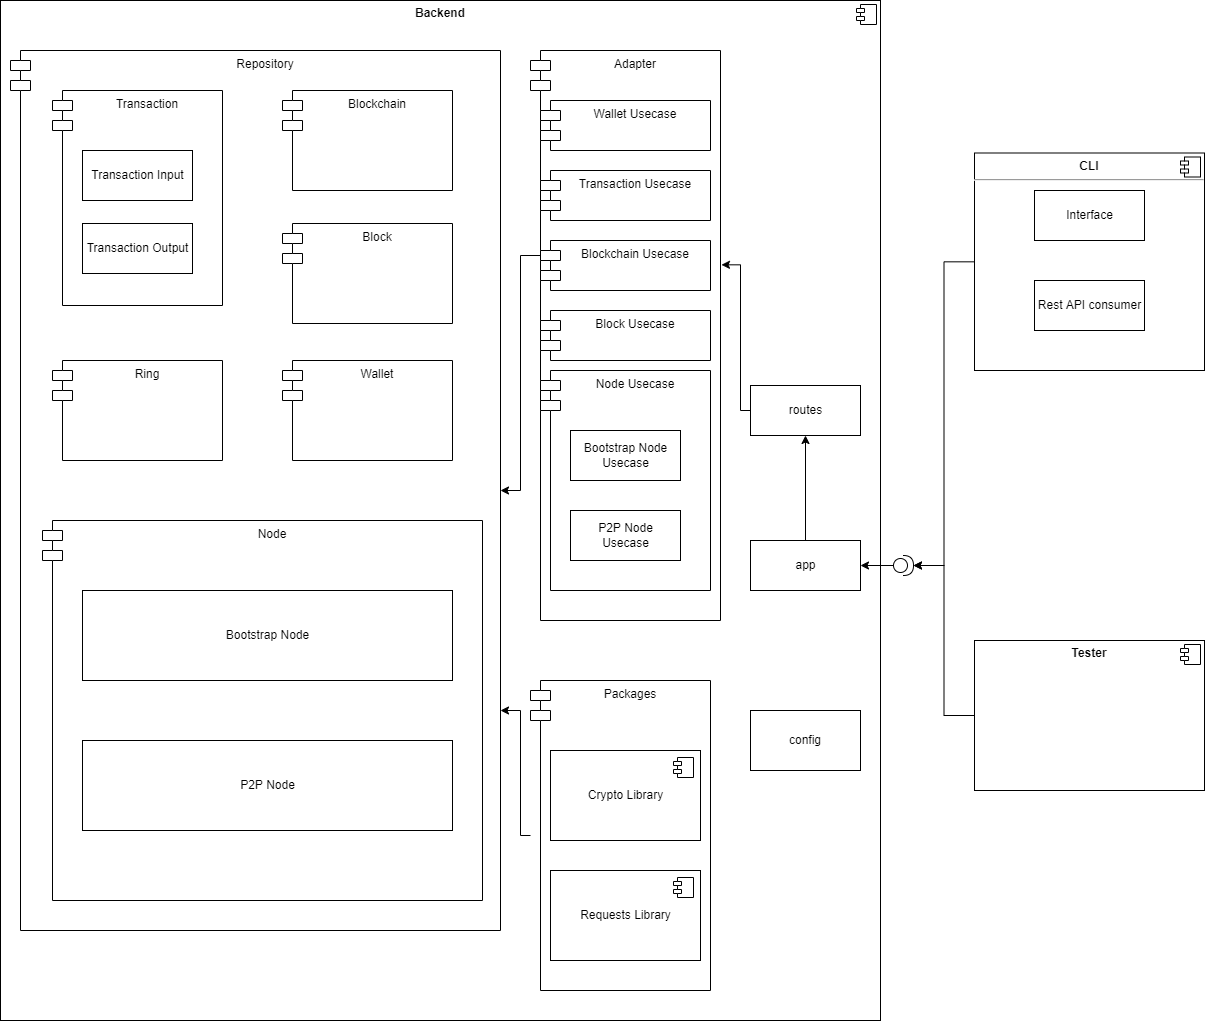 Backend
Repository
Transaction
Transaction Input
Transaction Output
Blockchain
Block
Ring
Wallet
Node
Bootstrap Node
P2P Node
Adapter
Wallet Usecase
Transaction Usecase
Blockchain Usecase
Block Usecase
Node Usecase
Bootstrap Node
Usecase
P2P Node
Usecase
Packages
Crypto Library
Requests Library
routes
app
config
CLI
Interface
Rest API consumer
Tester